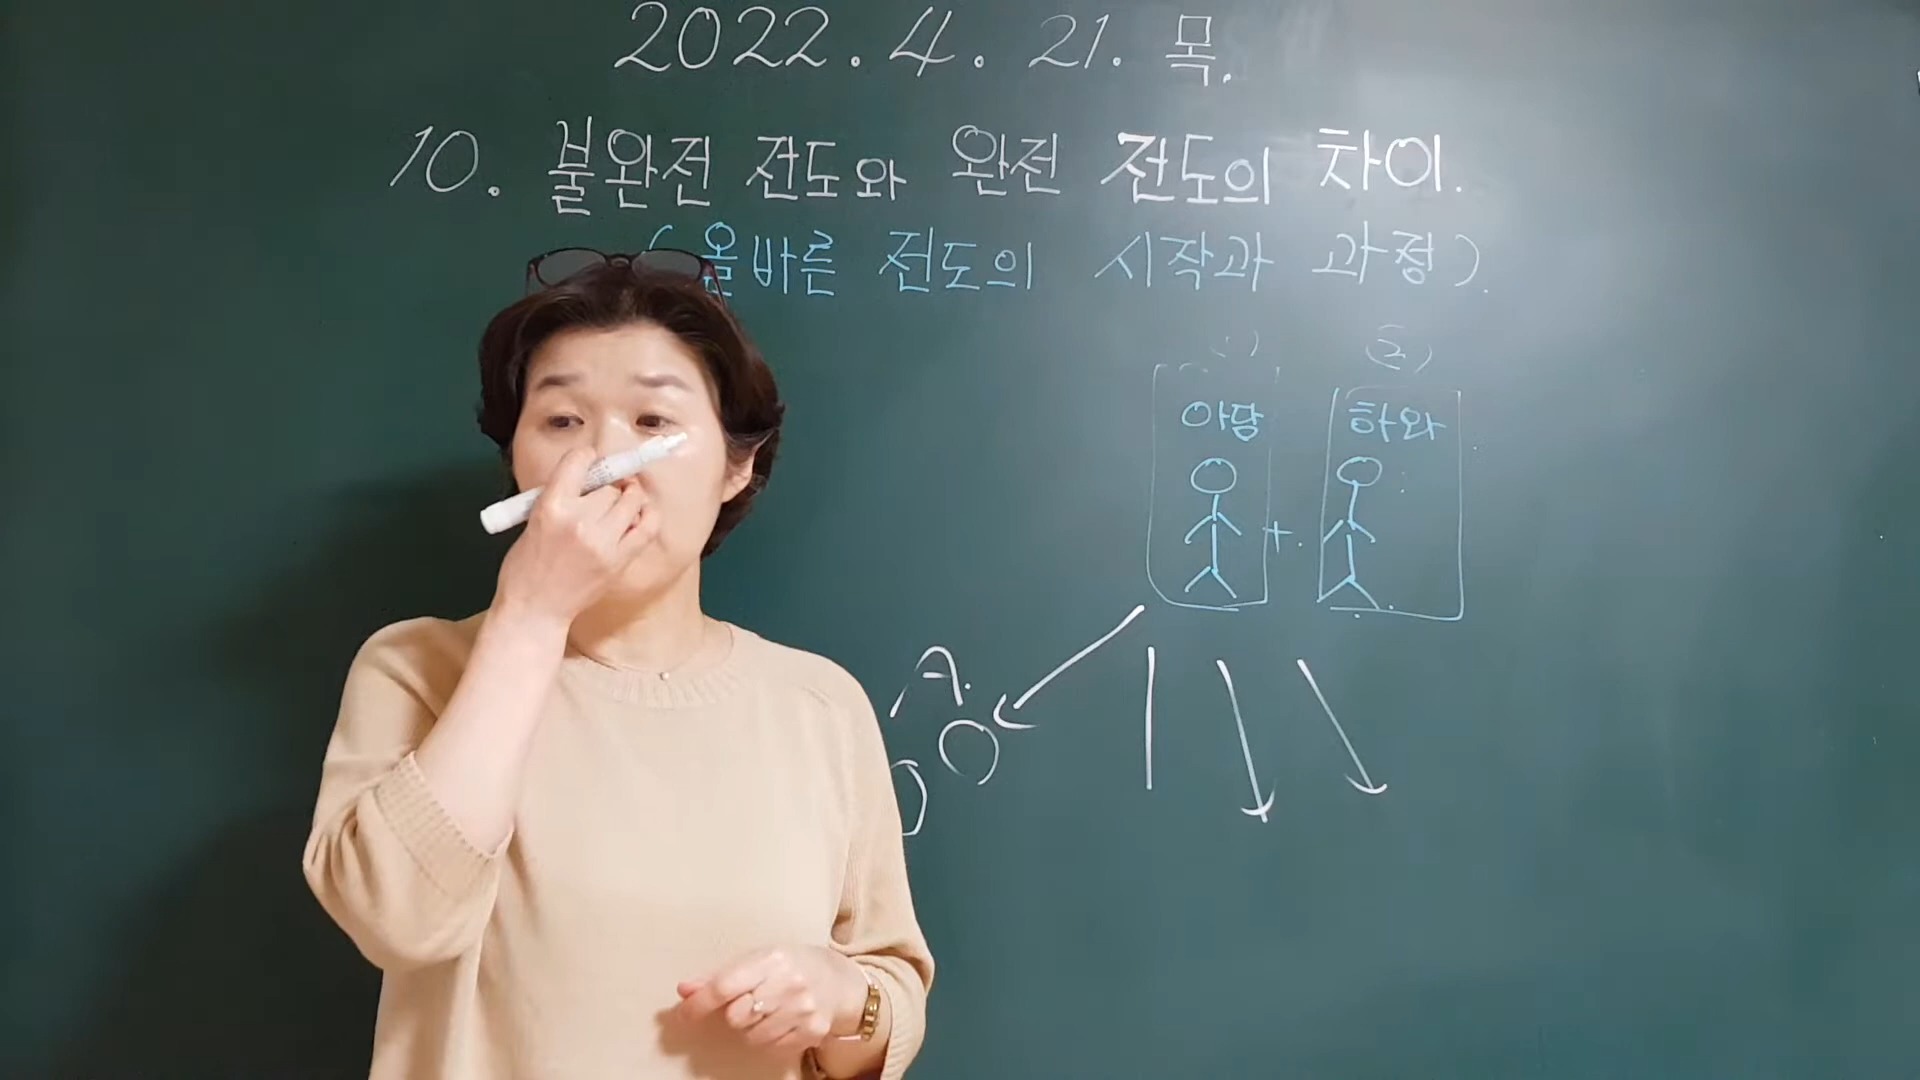 2022. 4. 21. 목.
10. 불완전 전도와 완전 전도의 차이.
(올바른 전도의 시작과 과정).
(1) (2)
아담 하와
+
A.